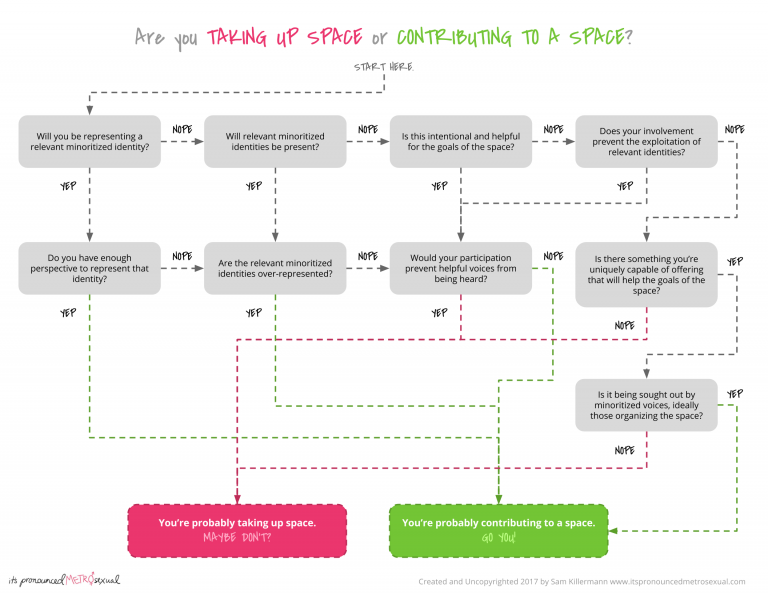 Are you TAKING UP SPACE or CONTRIBUTING TO A SPACE?
START HERE.
Will you be representing a
relevant minoritized identity?
NOPE
Will relevant minoritized
identities be present?
NOPE
Is this intentional and helpful
for the goals of the space?
NOPE
Does your involvement
prevent the exploitation of
relevant identities?
NOPE
YEP
YEP
YEP
YEP
Do you have enough
perspective to represent that
identity?
NOPE
Are the relevant minoritized
identities over-represented?
NOPE
Would your participation
prevent helpful voices from
being heard?
NOPE
Is there something you're
uniquely capable of offering
that will help the goals of the
space?
YEP
YEP
YEP
YEP
NOPE
Is it being sought out by
minoritized voices, ideally
those organizing the space?
YEP
NOPE
You're probably taking up space.
MAYBE DON'T?
You're probably contributing to a space.
GO YOU!
it's pronounced METROsexual
Created and Uncopyrighted 2017 by Sam Killermann www.itspronouncedmetrosexual.com